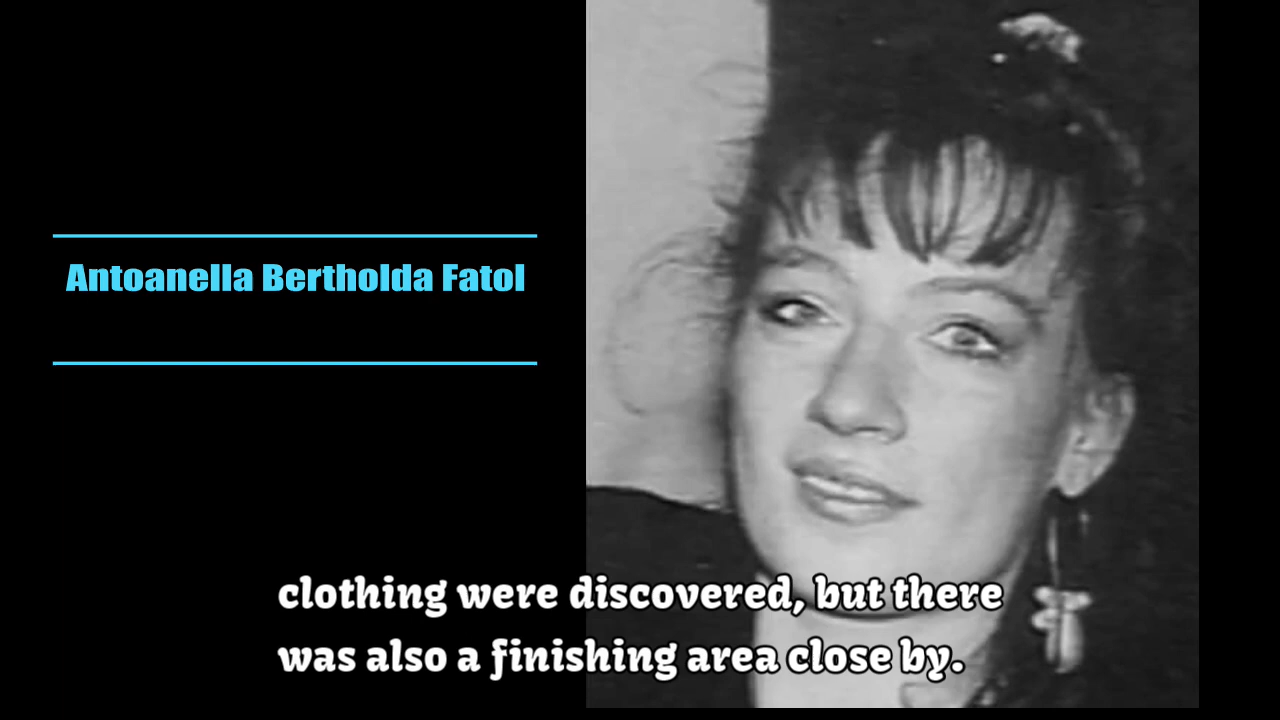 Antoanella Bertholda Fatol
clothing were discovered, but there
was also a finishing area close by.